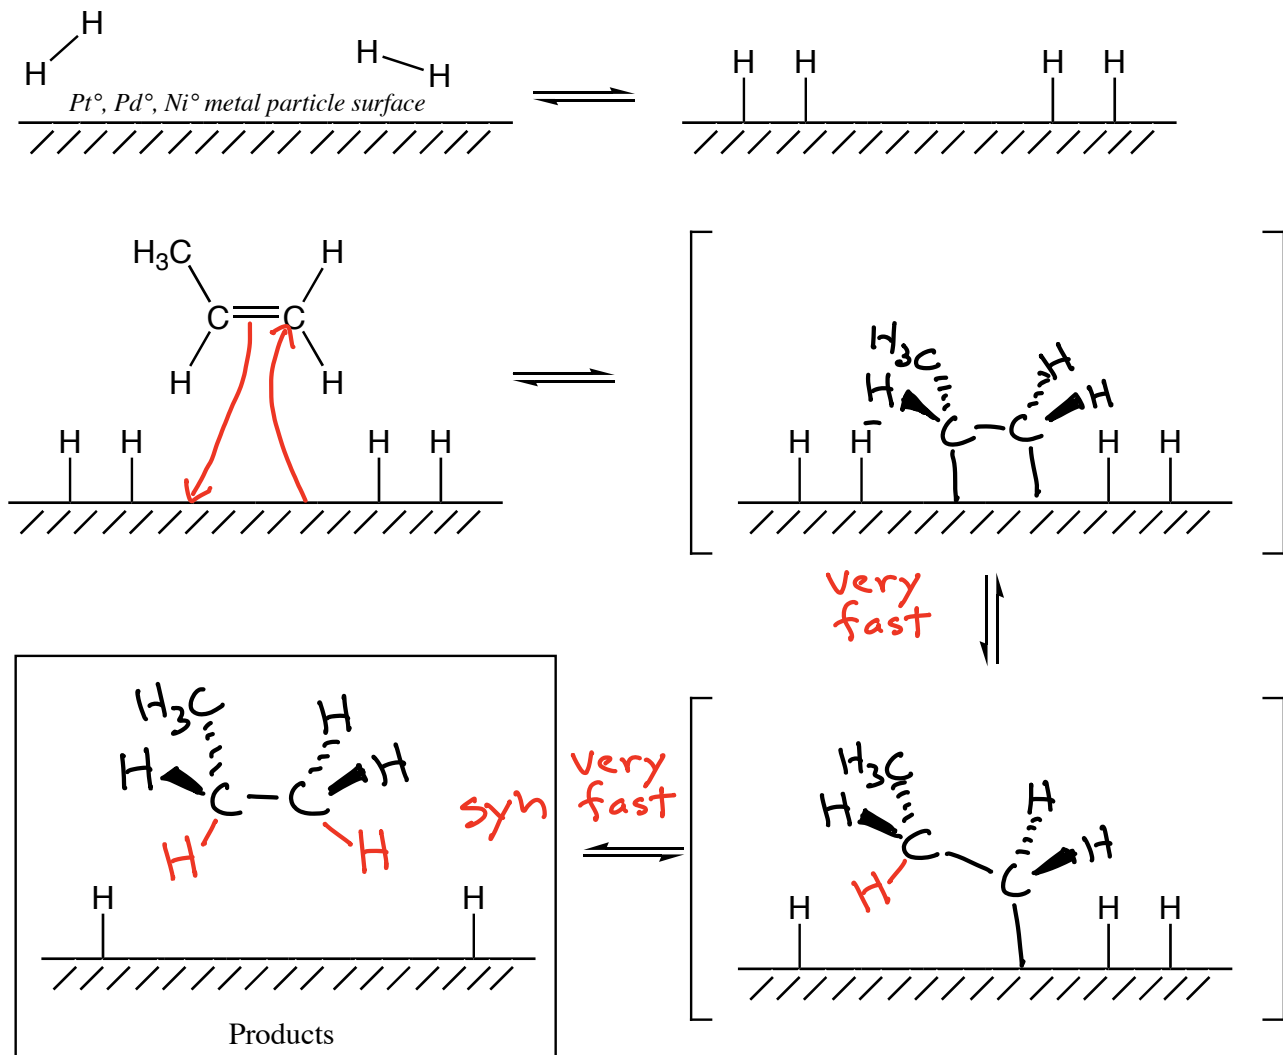 H H H H H H H H
Pt°, Pd°, Ni° metal particle surface
H₃C H
C C
H H
H H H H
H₃C H
H H
C C
H H H H
very
fast
H₃C H
H H
C C
H H
syn
H H
Products
very
fast
H₃C H
H H
C
C
H
H H H